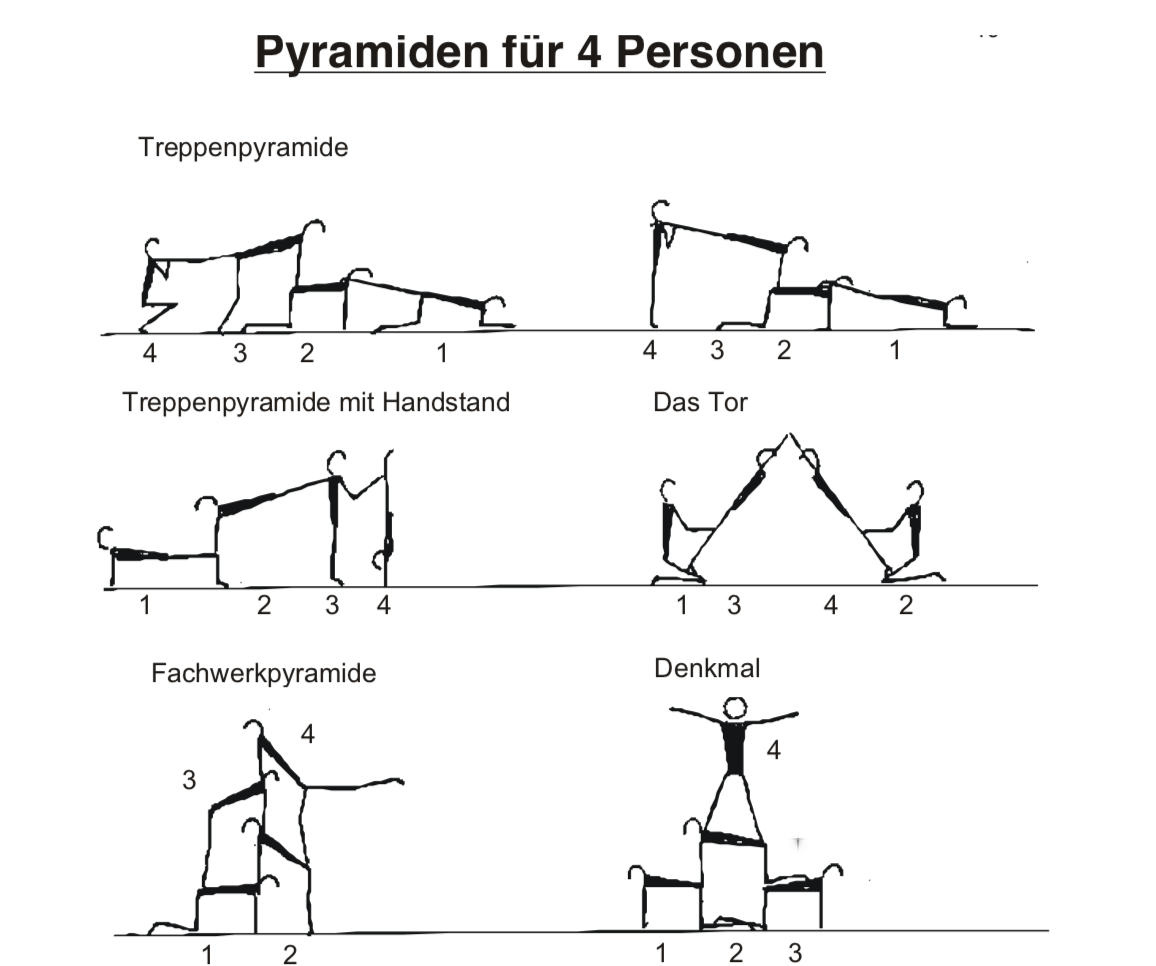 Pyramiden für 4 Personen
Treppenpyramide
4 3 2 1
4 3 2 1
Treppenpyramide mit Handstand
Das Tor
1 2 3 4
1 3 4 2
Fachwerkpyramide
Denkmal
4
3
4
1 2
1 2 3